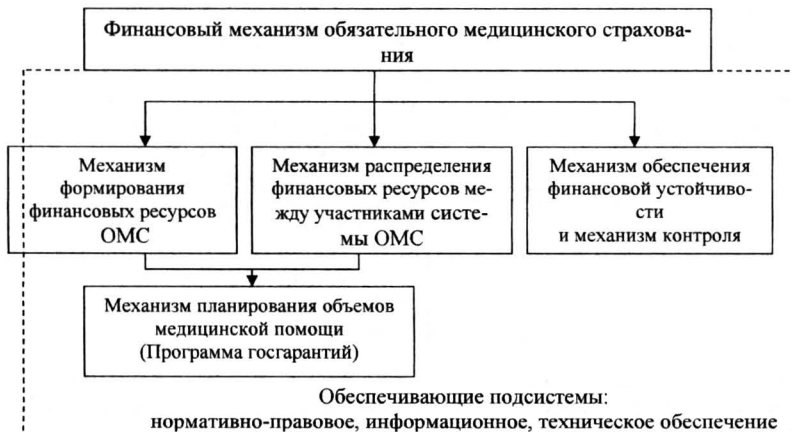 Финансовый механизм обязательного медицинского страхова-
ния
Механизм
формирования
финансовых ресурсов
ОМС
Механизм распределения
финансовых ресурсов ме-
жду участниками систе-
мы ОМС
Механизм обеспечения
финансовой устойчиво-
сти
и механизм контроля
Механизм планирования объемов
медицинской помощи
(Программа госгарантий)
Обеспечивающие подсистемы:
нормативно-правовое, информационное, техническое обеспечение